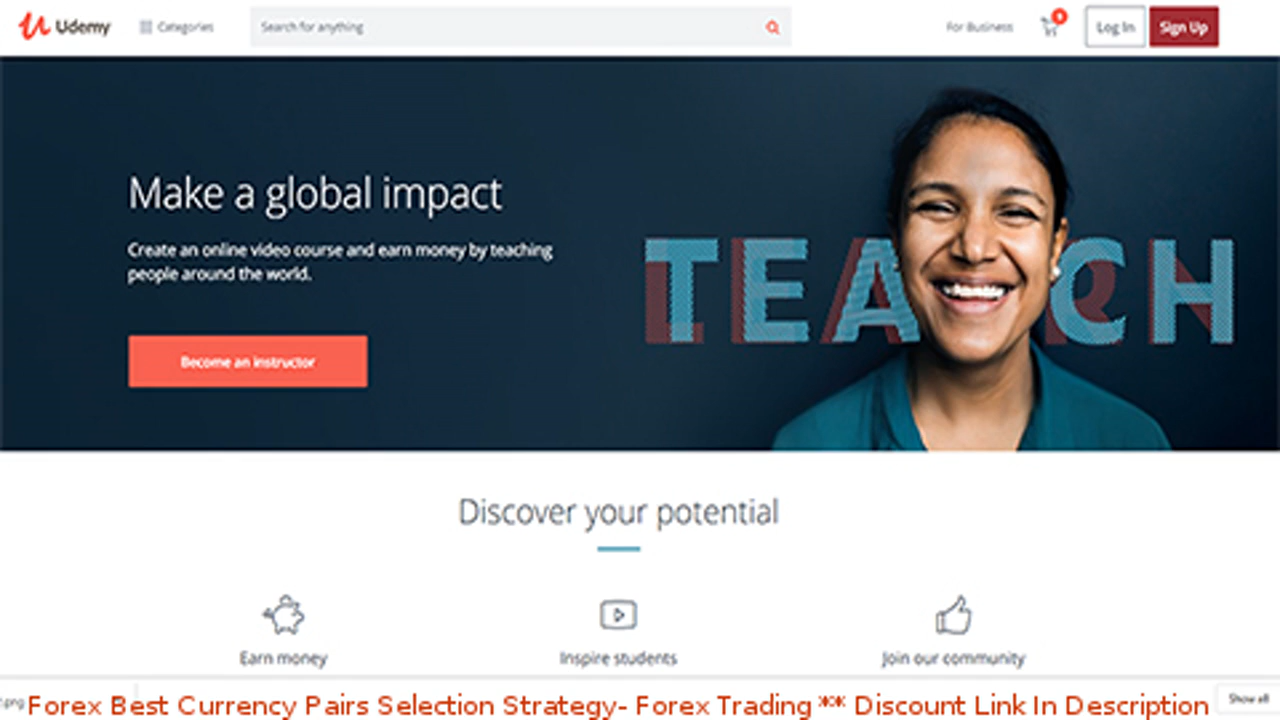 Udemy
Categories
Search for anything
For Business
Log In
Sign Up
Make a global impact
Create an online video course and earn money by teaching
people around the world.
TEACH
Become an instructor
Discover your potential
Earn money
Inspire students
Join our community
.png
Forex Best Currency Pairs Selection Strategy- Forex Trading ** Discount Link In Description
Show all